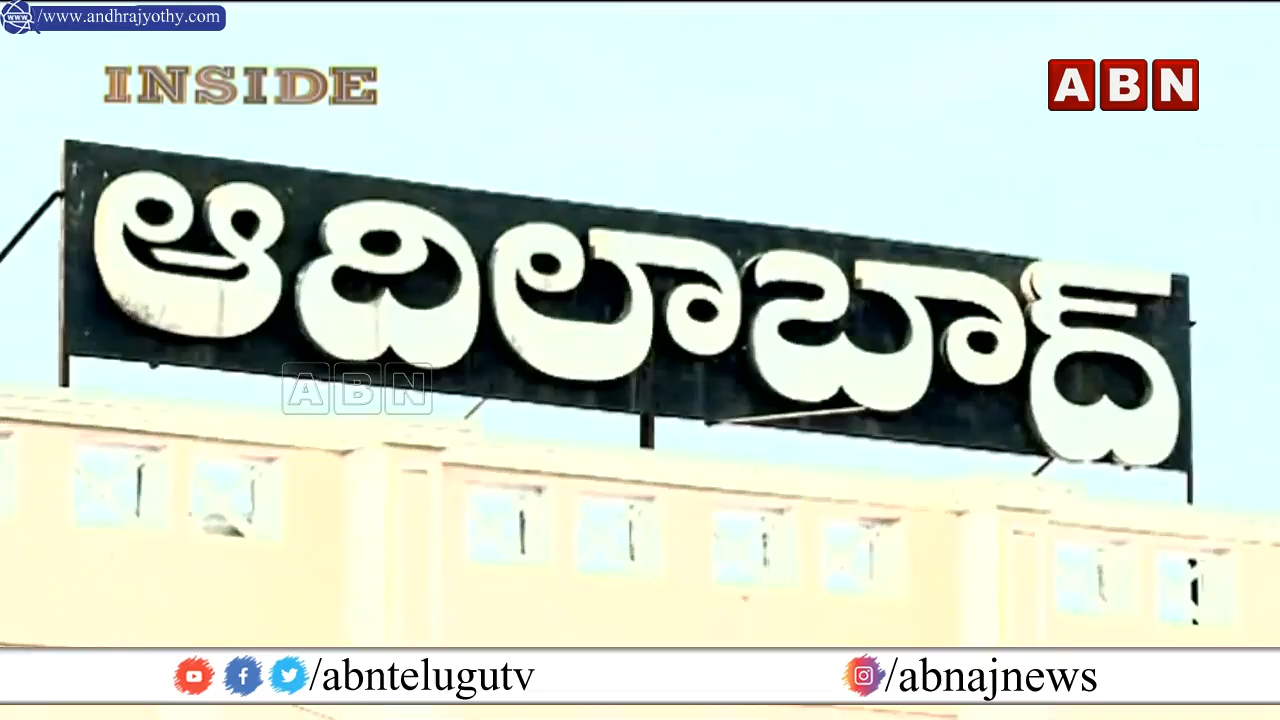 /www.andhrajyothy.com
INSIDE
ABN
ఆదిలాబాద్
ABN
/abntelugutv
/abnajnews